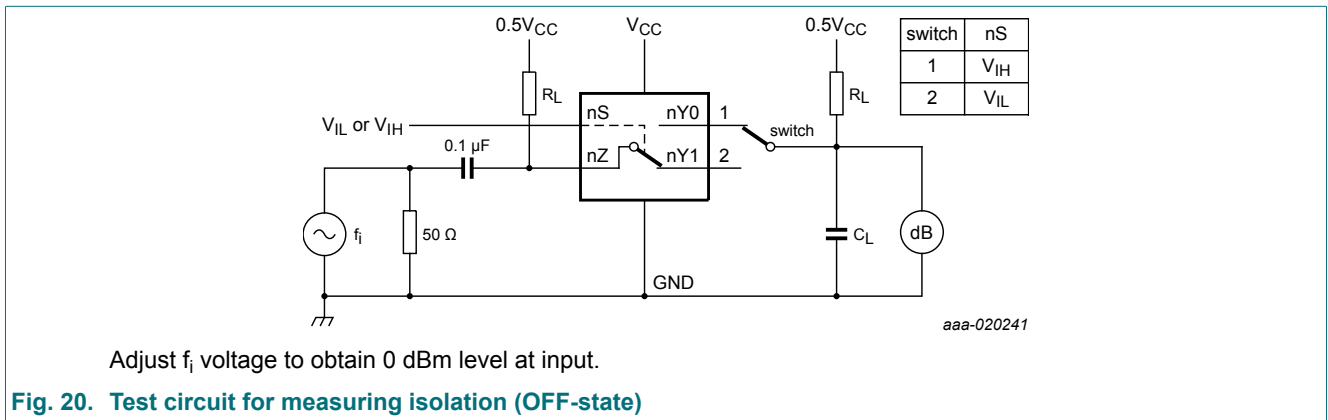 0.5VCC VCC 0.5VCC
switch nS
1 VIH
2 VIL
RL RL
nS nY0 1
VIL or VIH
switch
0.1 µF
nZ nY1 2
fi 50 Ω CL dB
GND
aaa-020241
Adjust fi voltage to obtain 0 dBm level at input.
Fig. 20. Test circuit for measuring isolation (OFF-state)